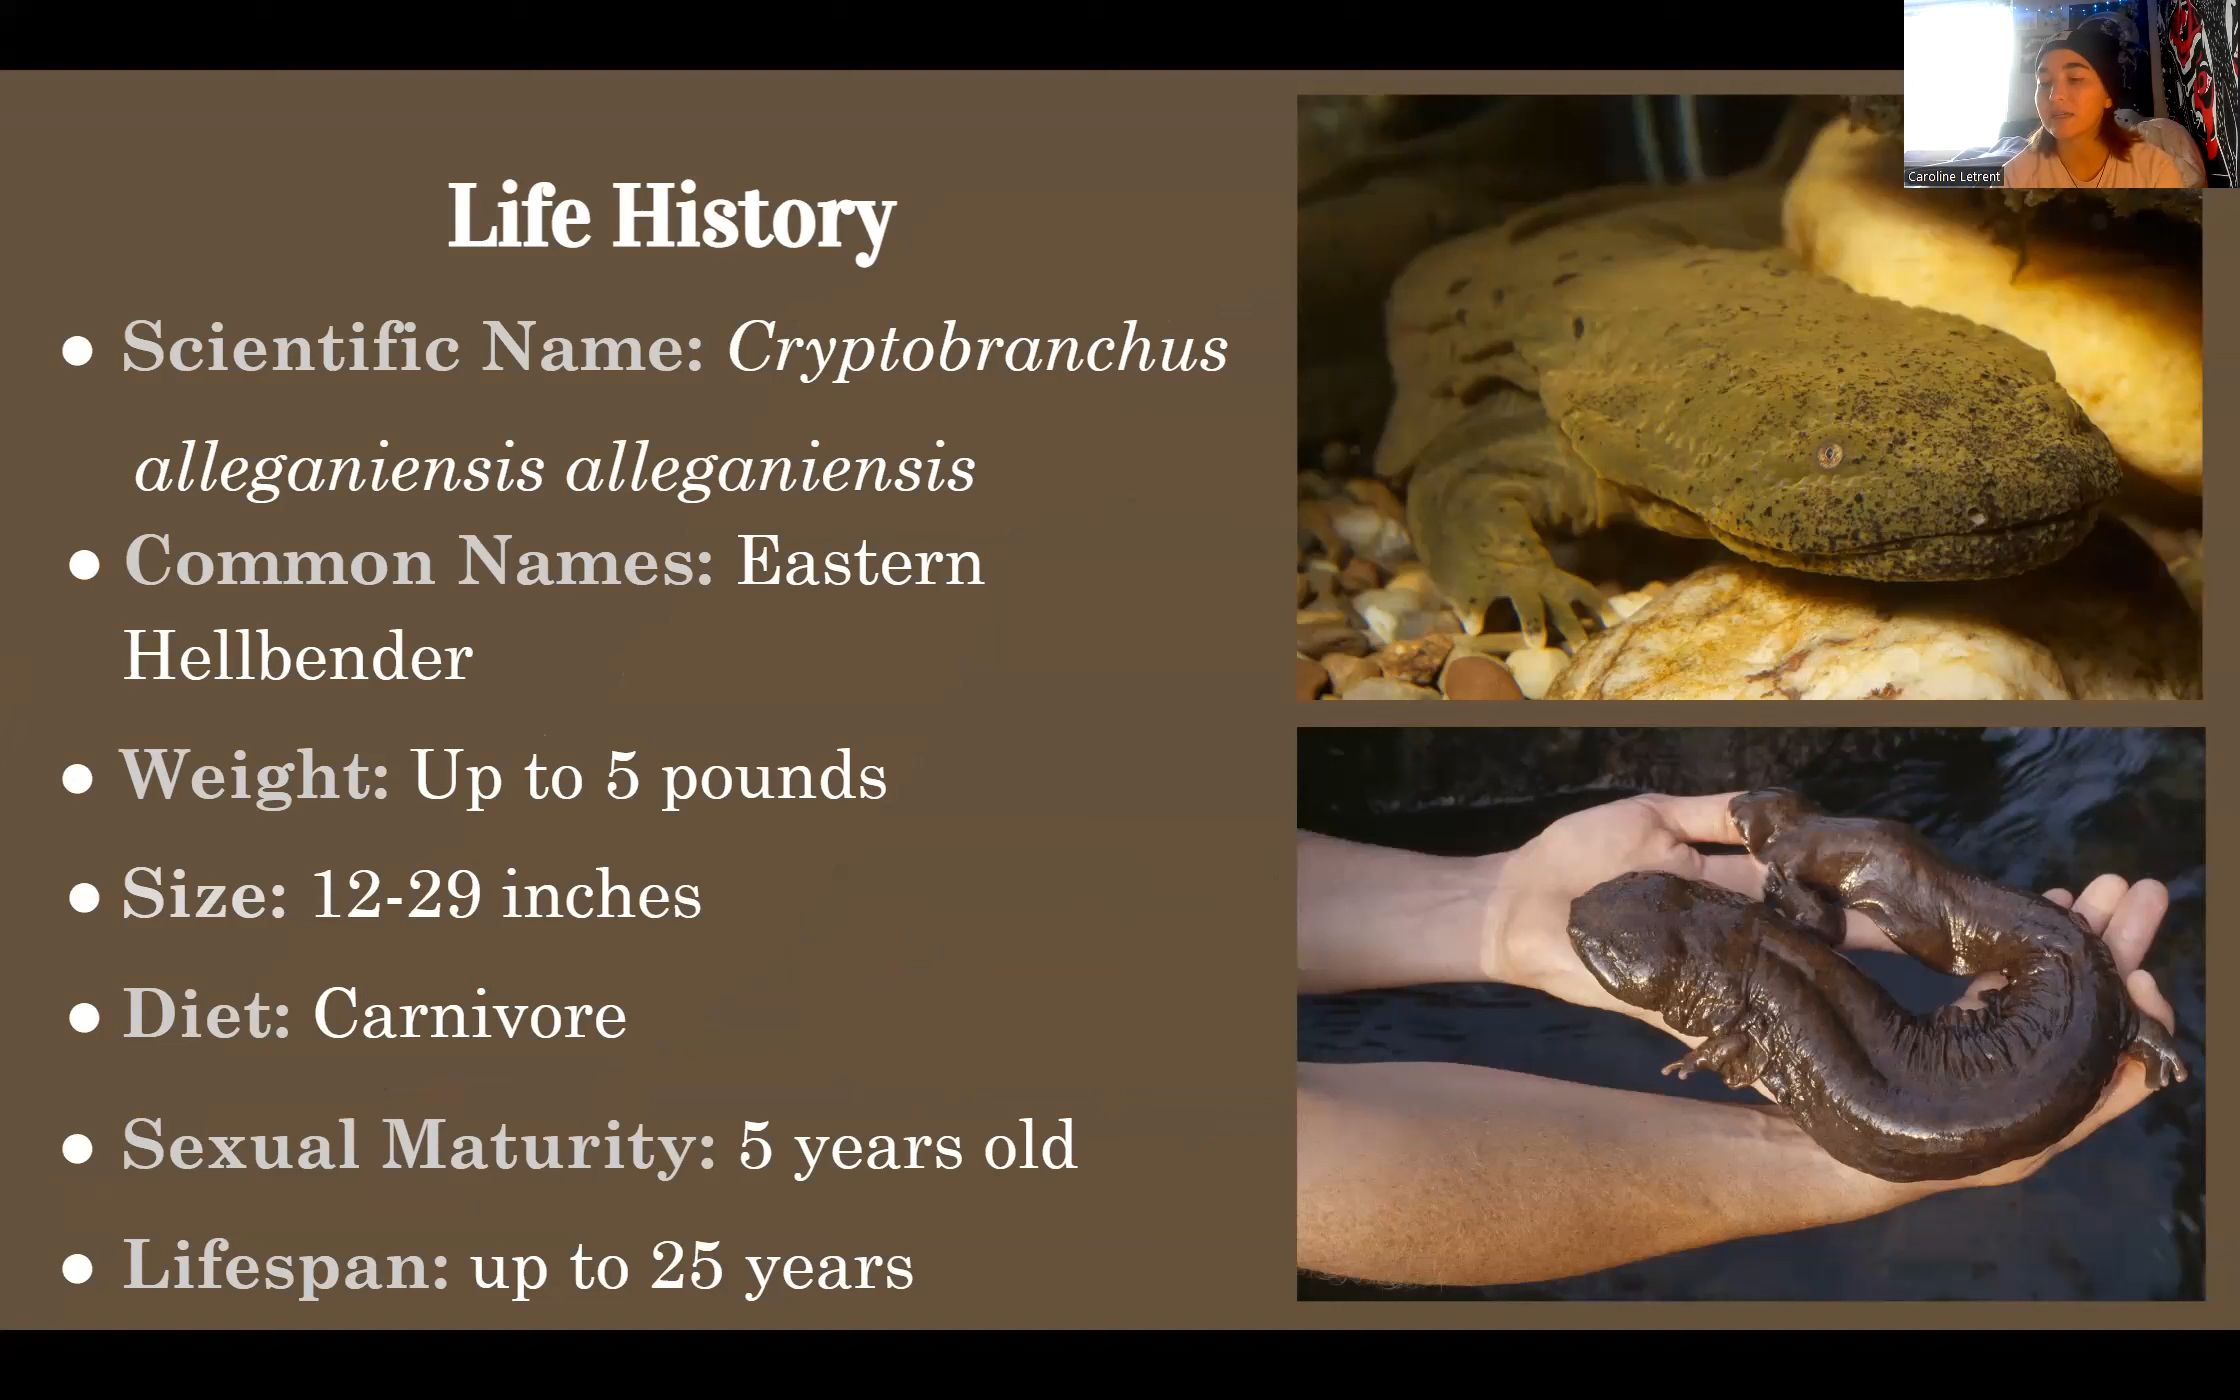 Caroline Letrent
Life History
● Scientific Name: Cryptobranchus
alleganiensis alleganiensis
● Common Names: Eastern
Hellbender
● Weight: Up to 5 pounds
● Size: 12-29 inches
● Diet: Carnivore
● Sexual Maturity: 5 years old
● Lifespan: up to 25 years